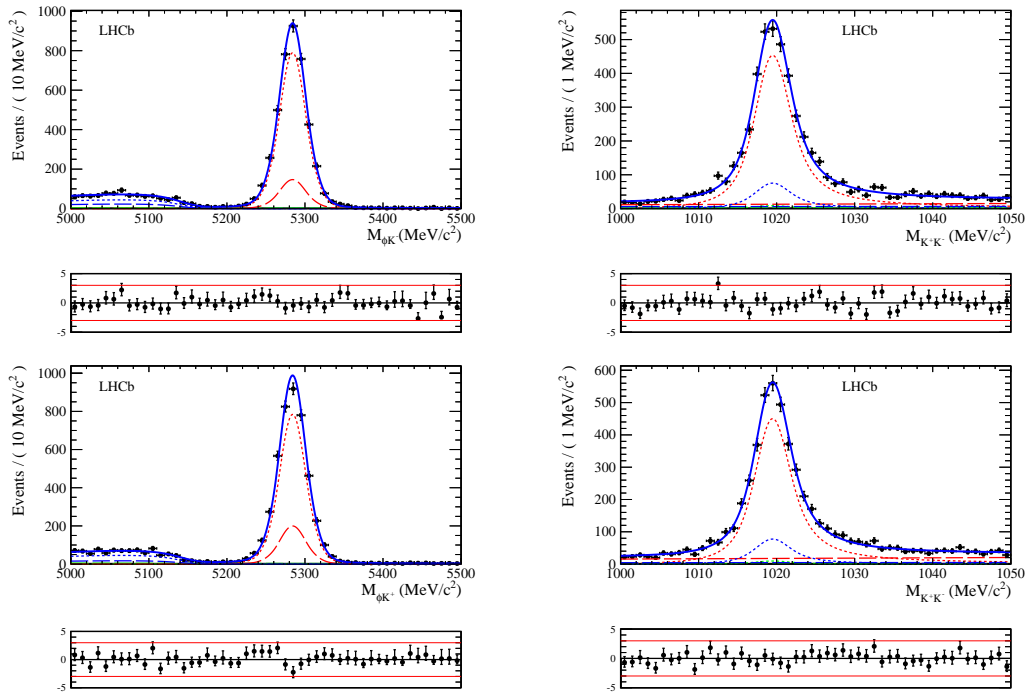 LHCb
Events / ( 10 MeV/c² )
1000
800
600
400
200
0
5000 5100 5200 5300 5400 5500
M_ϕK⁻(MeV/c²)
5
0
-5
LHCb
Events / ( 1 MeV/c² )
500
400
300
200
100
0
1000 1010 1020 1030 1040 1050
M_K⁺K⁻ (MeV/c²)
5
0
-5
LHCb
Events / ( 10 MeV/c² )
1000
800
600
400
200
0
5000 5100 5200 5300 5400 5500
M_ϕK⁺ (MeV/c²)
5
0
-5
LHCb
Events / ( 1 MeV/c² )
600
500
400
300
200
100
0
1000 1010 1020 1030 1040 1050
M_K⁺K⁻ (MeV/c²)
5
0
-5